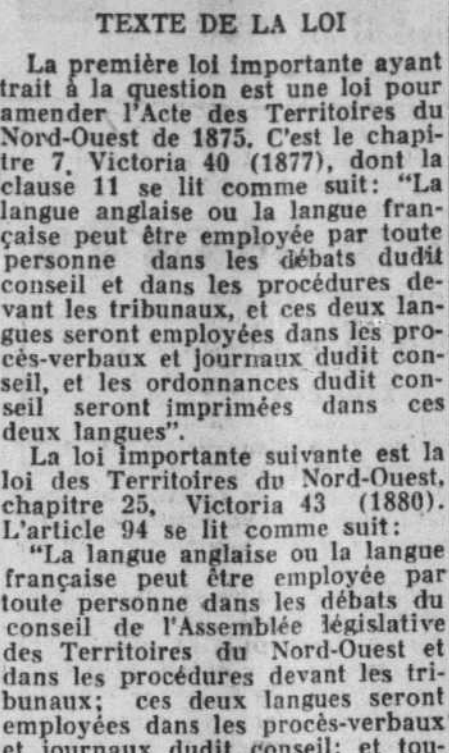 TEXTE DE LA LOI
La première loi importante ayant
trait à la question est une loi pour
amender l'Acte des Territoires du
Nord-Ouest de 1875. C'est le chapi-
tre 7, Victoria 40 (1877), dont la
clause 11 se lit comme suit: "La
langue anglaise ou la langue fran-
çaise peut être employée par toute
personne dans les débats dudit
conseil et dans les procédures de-
vant les tribunaux, et ces deux lan-
gues seront employées dans les pro-
cès-verbaux et journaux dudit con-
seil, et les ordonnances dudit con-
seil seront imprimées dans ces
deux langues".
La loi importante suivante est la
loi des Territoires du Nord-Ouest,
chapitre 25, Victoria 43 (1880).
L'article 94 se lit comme suit:
"La langue anglaise ou la langue
française peut être employée par
toute personne dans les débats du
conseil de l'Assemblée législative
des Territoires du Nord-Ouest et
dans les procédures devant les tri-
bunaux; ces deux langues seront
employées dans les procès-verbaux
et journaux dudit conseil; et tou-